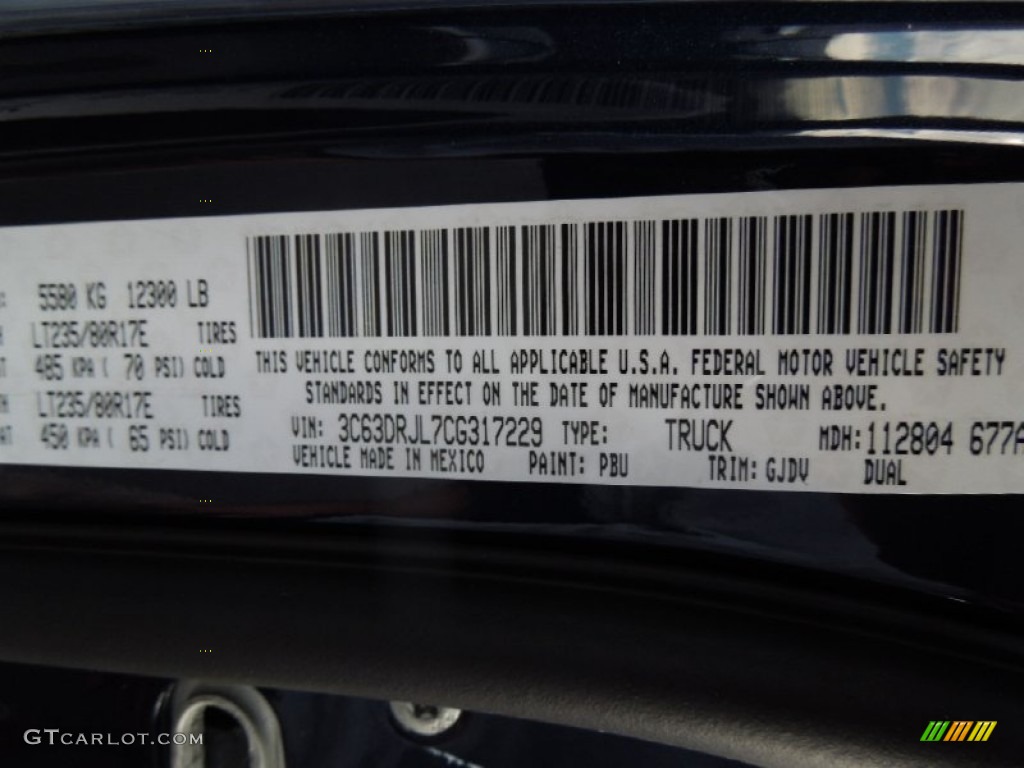 5580 KG 12300 LB
LT235/80R17E TIRES
485 KPA ( 70 PSI) COLD
LT235/80R17E TIRES
450 KPA ( 65 PSI) COLD
THIS VEHICLE CONFORMS TO ALL APPLICABLE U.S.A. FEDERAL MOTOR VEHICLE SAFETY
STANDARDS IN EFFECT ON THE DATE OF MANUFACTURE SHOWN ABOVE.
VIN: 3C63DRJL7CG317229 TYPE: TRUCK MDH: 112804 677A
VEHICLE MADE IN MEXICO PAINT: PBU TRIM: GJDV DUAL
GTCARLOT.COM